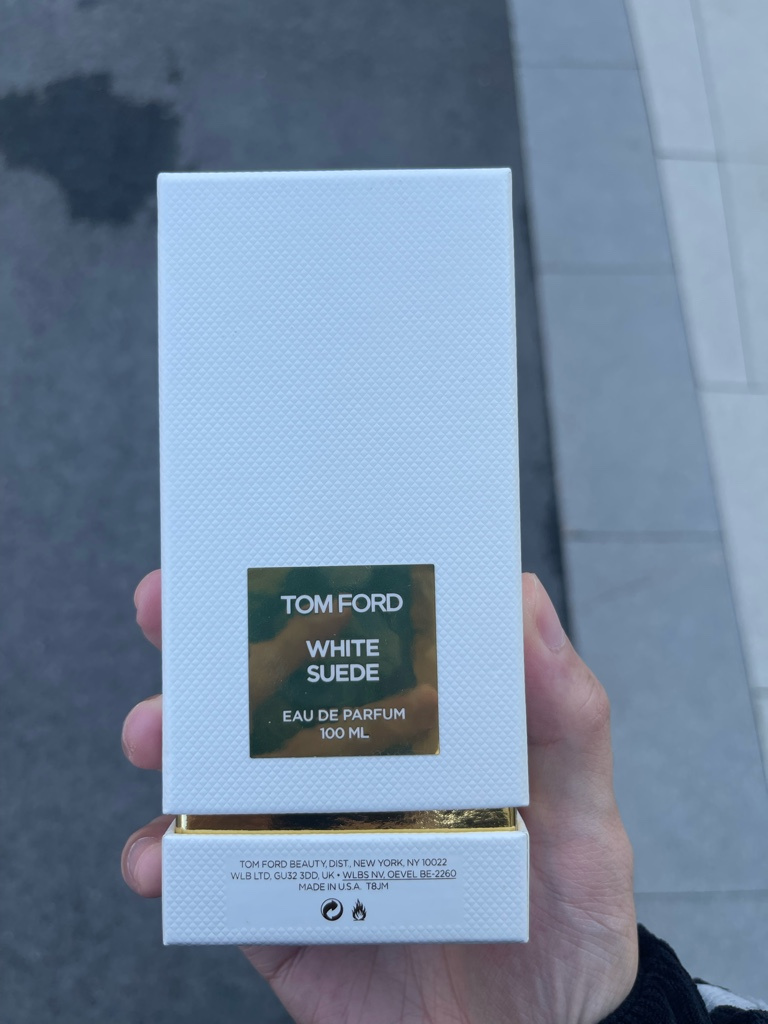 TOM FORD
WHITE
SUEDE
EAU DE PARFUM
100 ML
TOM FORD BEAUTY, DIST, NEW YORK, NY 10022
WLB LTD, GU32 3DD, UK • WLBS NV, OEVEL BE-2260
MADE IN U.S.A. T8JM